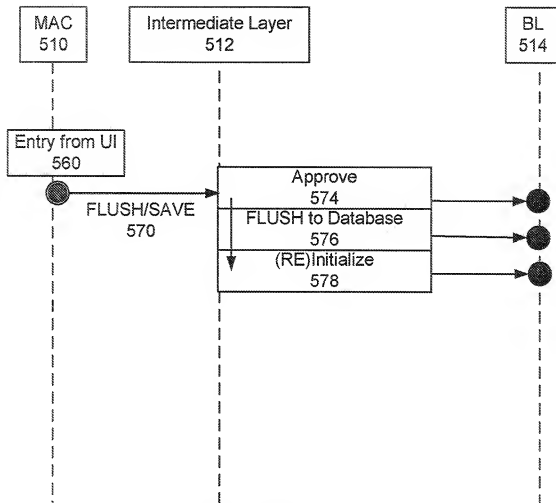 MAC
510
Intermediate Layer
512
BL
514
Entry from UI
560
FLUSH/SAVE
570
Approve
574
FLUSH to Database
576
(RE)Initialize
578